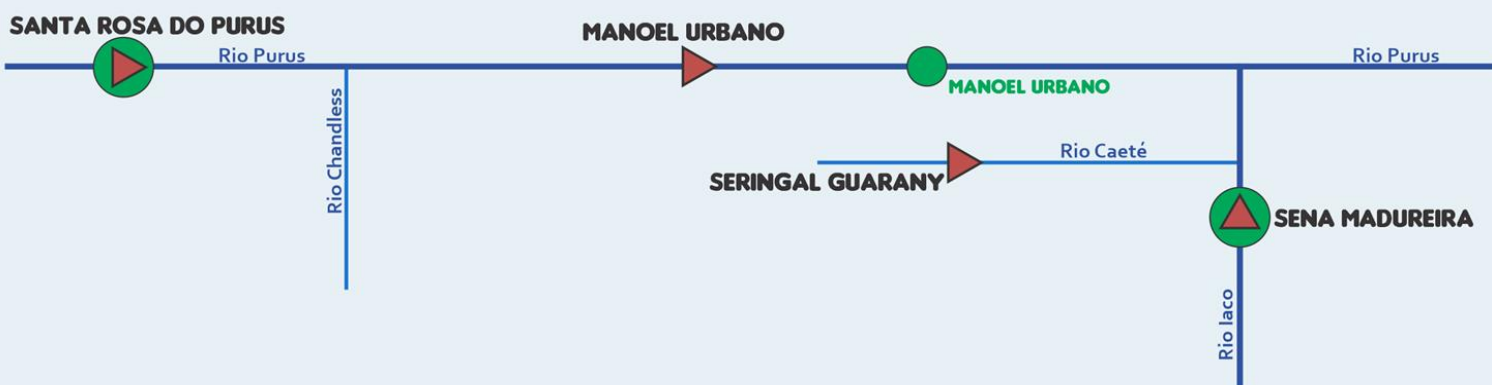 SANTA ROSA DO PURUS
MANOEL URBANO
Rio Purus
Rio Purus
MANOEL URBANO
Rio Chandless
Rio Caeté
SERINGAL GUARANY
SENA MADUREIRA
Rio Iaco